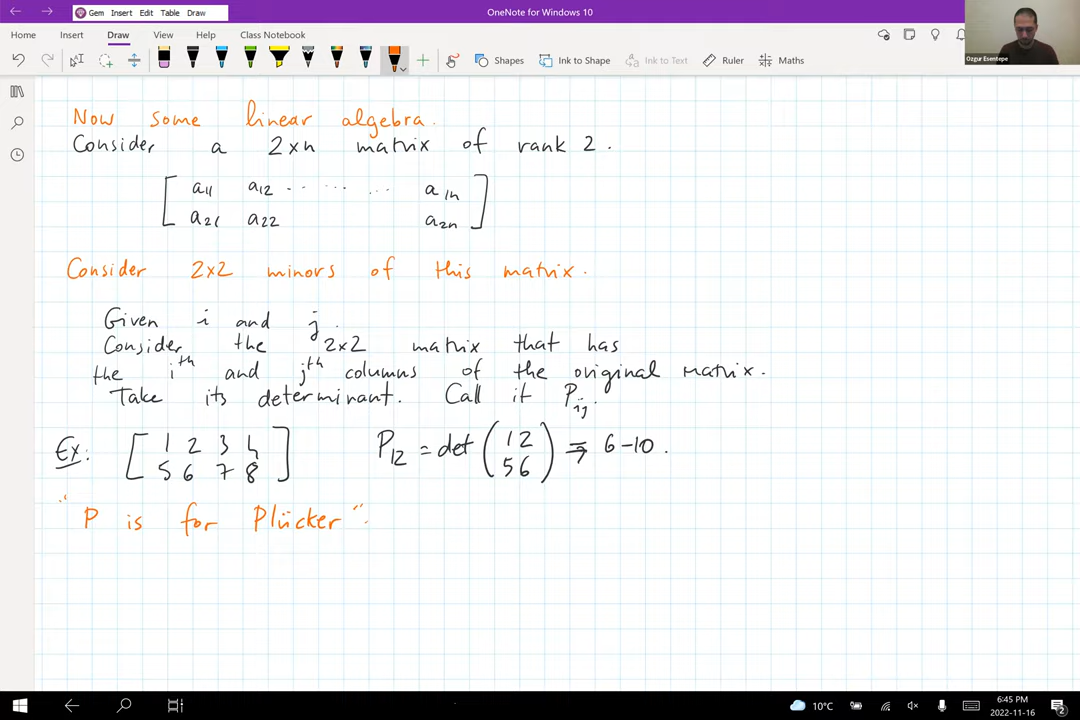 OneNote for Windows 10
Gem Insert Edit Table Draw
Ozgur Esentepe
Home Insert Draw View Help Class Notebook
Shapes Ink to Shape Ink to Text Ruler Maths
Now some linear algebra.
Consider a 2×n matrix of rank 2.
[ a11 a12 ........ a1n
a21 a22 a2n ]
Consider 2×2 minors of this matrix.
Given i and j.
Consider the 2×2 matrix that has
the ith and jth columns of the original matrix.
Take its determinant. Call it Pij.
Ex: [ 1 2 3 4
5 6 7 8 ]
P12 = det ( 1 2
5 6 ) ⇒ 6-10.
"P is for Plücker".
10°C
6:45 PM
2022-11-16
2